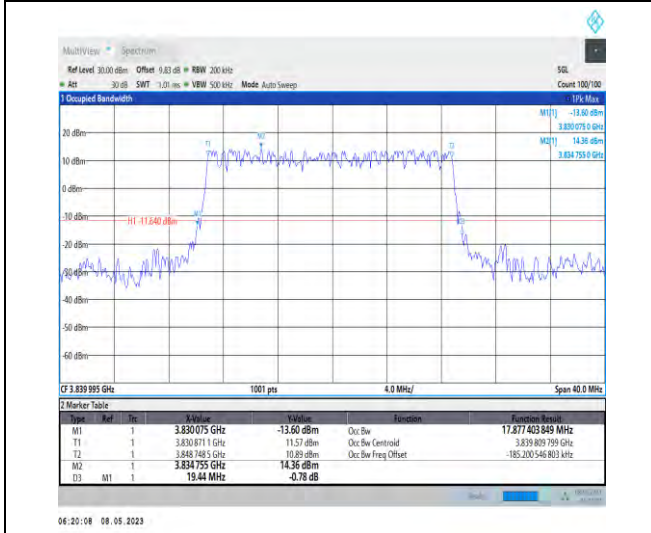 MultiView Spectrum
Ref Level 30.00 dBm Offset 9.83 dB RBW 200 kHz SGL
Att 30 dB SWT 1.01 ms VBW 500 kHz Mode Auto Sweep Count 100/100
1 Occupied Bandwidth 1Pk Max
M1[1] -13.60 dBm
3.830 075 0 GHz
20 dBm M2[1] 14.36 dBm
3.834 755 0 GHz
M2
T1
10 dBm
0 dBm
-10 dBm
H1 -11.640 dBm
-20 dBm
-30 dBm
-40 dBm
-50 dBm
-60 dBm
CF 3.839 995 GHz 1001 pts 4.0 MHz/ Span 40.0 MHz
2 Marker Table
Type Ref Trc X-Value Y-Value Function Function Result
M1 1 3.830 075 GHz -13.60 dBm Occ Bw 17.877 403 849 MHz
T1 1 3.830 871 1 GHz 11.57 dBm Occ Bw Centroid 3.839 809 799 GHz
T2 1 3.848 748 5 GHz 10.89 dBm Occ Bw Freq Offset -185.200 546 803 kHz
M2 1 3.834 755 GHz 14.36 dBm
D3 M1 1 19.44 MHz -0.78 dB
06:20:08 08.05.2023